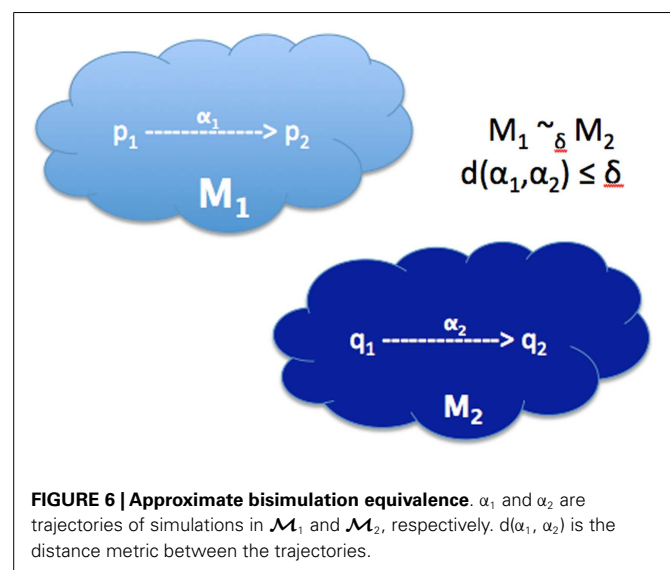 p₁ -------------> p₂
α₁
M₁
M₁ ~δ M₂
d(α₁,α₂) ≤ δ
q₁ -------------> q₂
α₂
M₂
FIGURE 6 | Approximate bisimulation equivalence. α₁ and α₂ are
trajectories of simulations in 𝓜₁ and 𝓜₂, respectively. d(α₁, α₂) is the
distance metric between the trajectories.